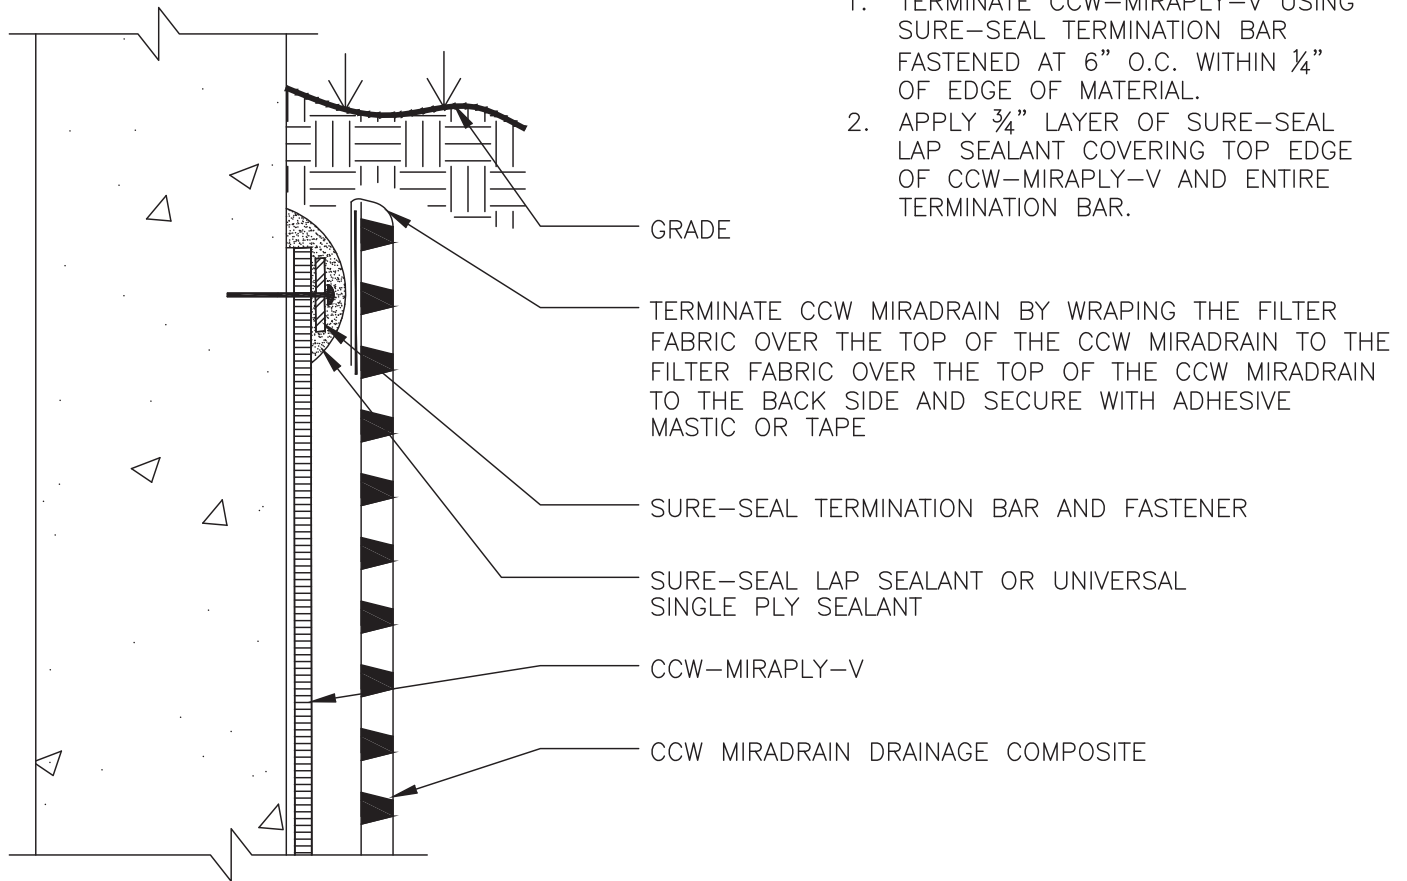 1. TERMINATE CCW-MIRAPLY-V USING
SURE-SEAL TERMINATION BAR
FASTENED AT 6" O.C. WITHIN ¼"
OF EDGE OF MATERIAL.
2. APPLY ¾" LAYER OF SURE-SEAL
LAP SEALANT COVERING TOP EDGE
OF CCW-MIRAPLY-V AND ENTIRE
TERMINATION BAR.
GRADE
TERMINATE CCW MIRADRAIN BY WRAPING THE FILTER
FABRIC OVER THE TOP OF THE CCW MIRADRAIN TO THE
FILTER FABRIC OVER THE TOP OF THE CCW MIRADRAIN
TO THE BACK SIDE AND SECURE WITH ADHESIVE
MASTIC OR TAPE
SURE-SEAL TERMINATION BAR AND FASTENER
SURE-SEAL LAP SEALANT OR UNIVERSAL
SINGLE PLY SEALANT
CCW-MIRAPLY-V
CCW MIRADRAIN DRAINAGE COMPOSITE